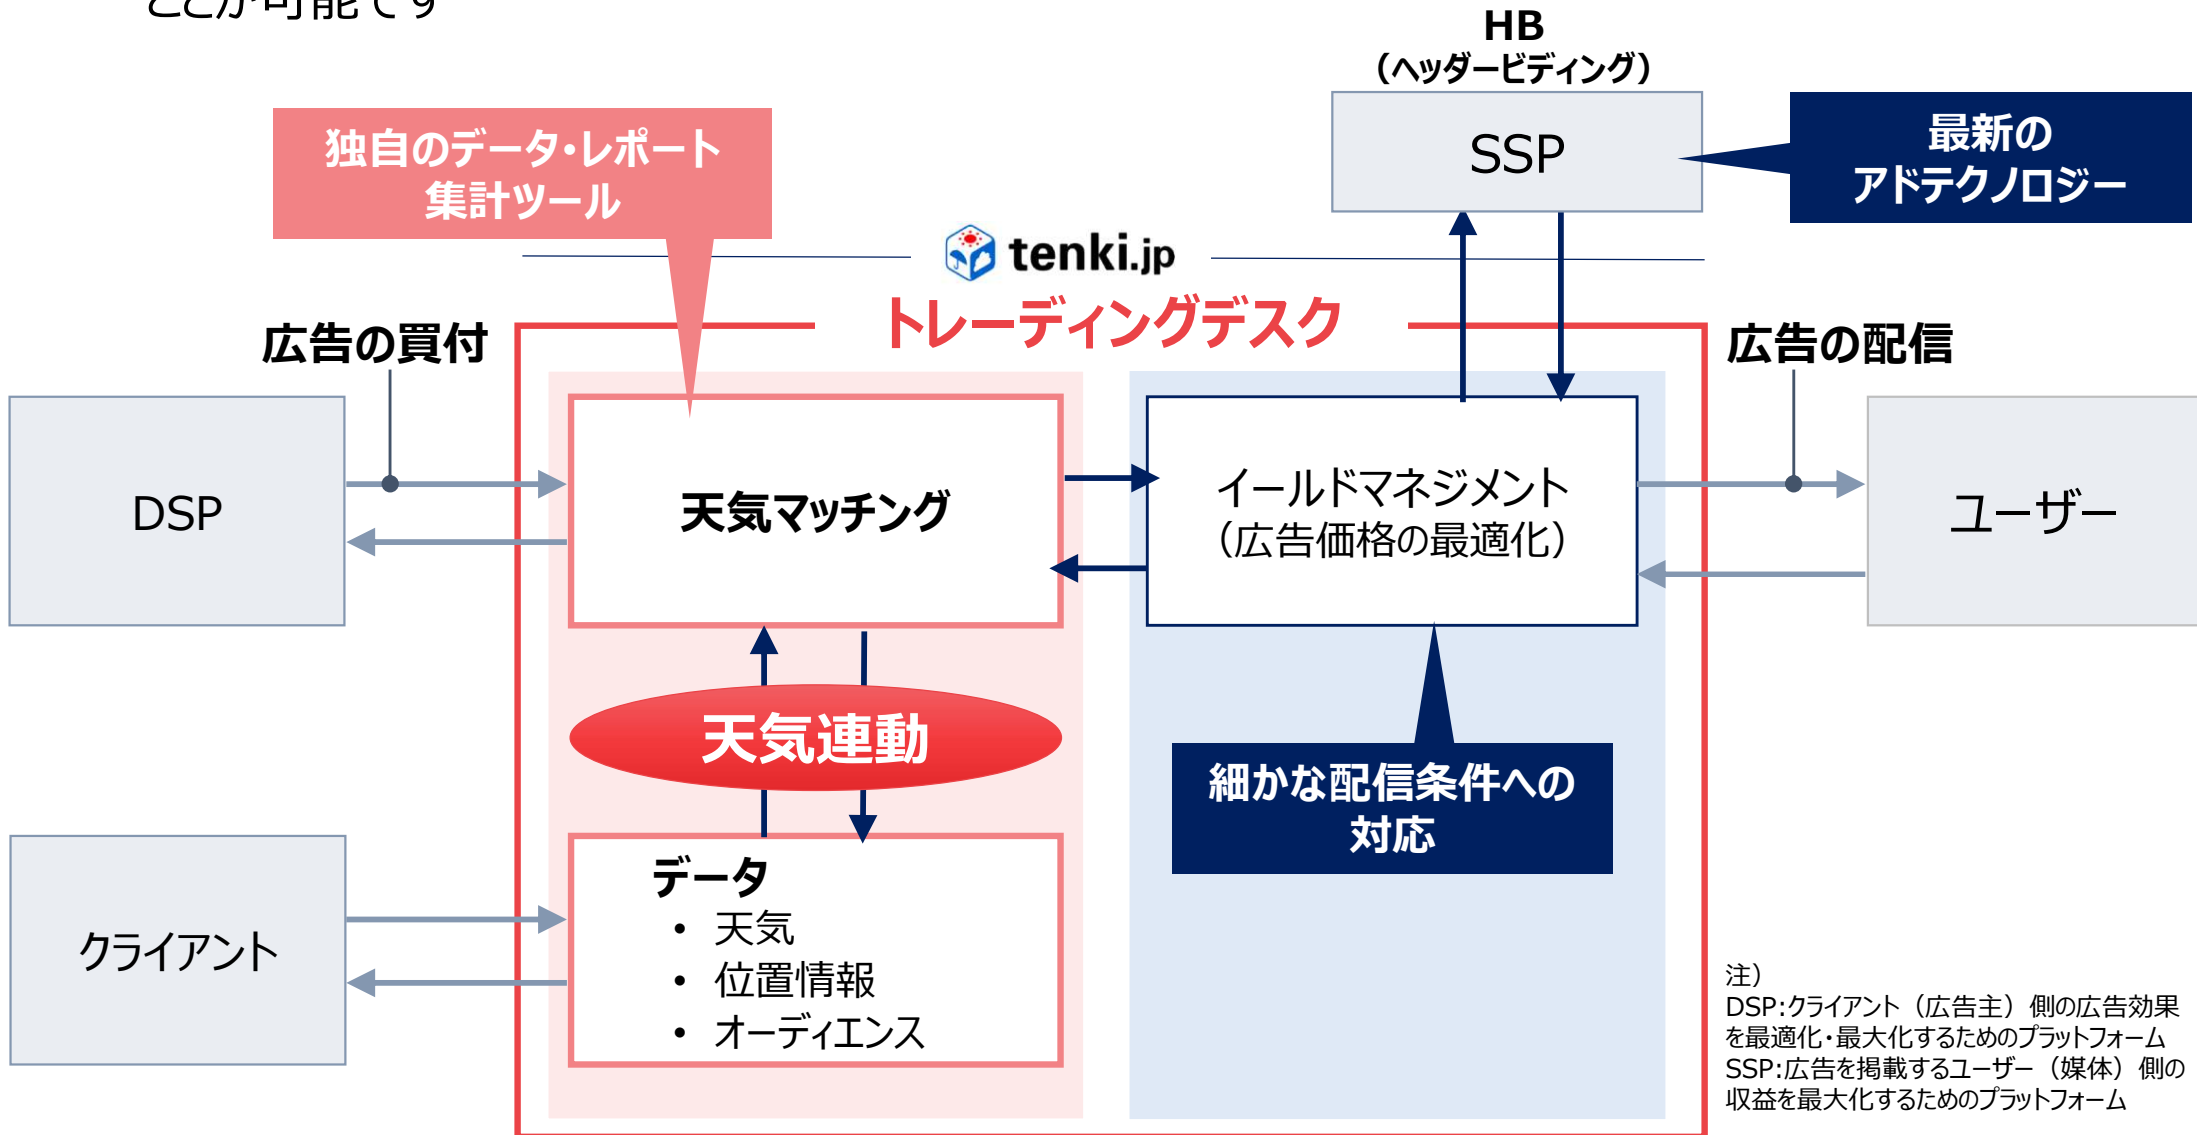 ことが可能です
HB
（ヘッダービディング）
SSP
最新の
アドテクノロジー
独自のデータ・レポート
集計ツール
tenki.jp
トレーディングデスク
広告の買付
広告の配信
DSP
天気マッチング
イールドマネジメント
（広告価格の最適化）
ユーザー
天気連動
細かな配信条件への
対応
クライアント
データ
• 天気
• 位置情報
• オーディエンス
注）
DSP:クライアント（広告主）側の広告効果
を最適化・最大化するためのプラットフォーム
SSP:広告を掲載するユーザー（媒体）側の
収益を最大化するためのプラットフォーム